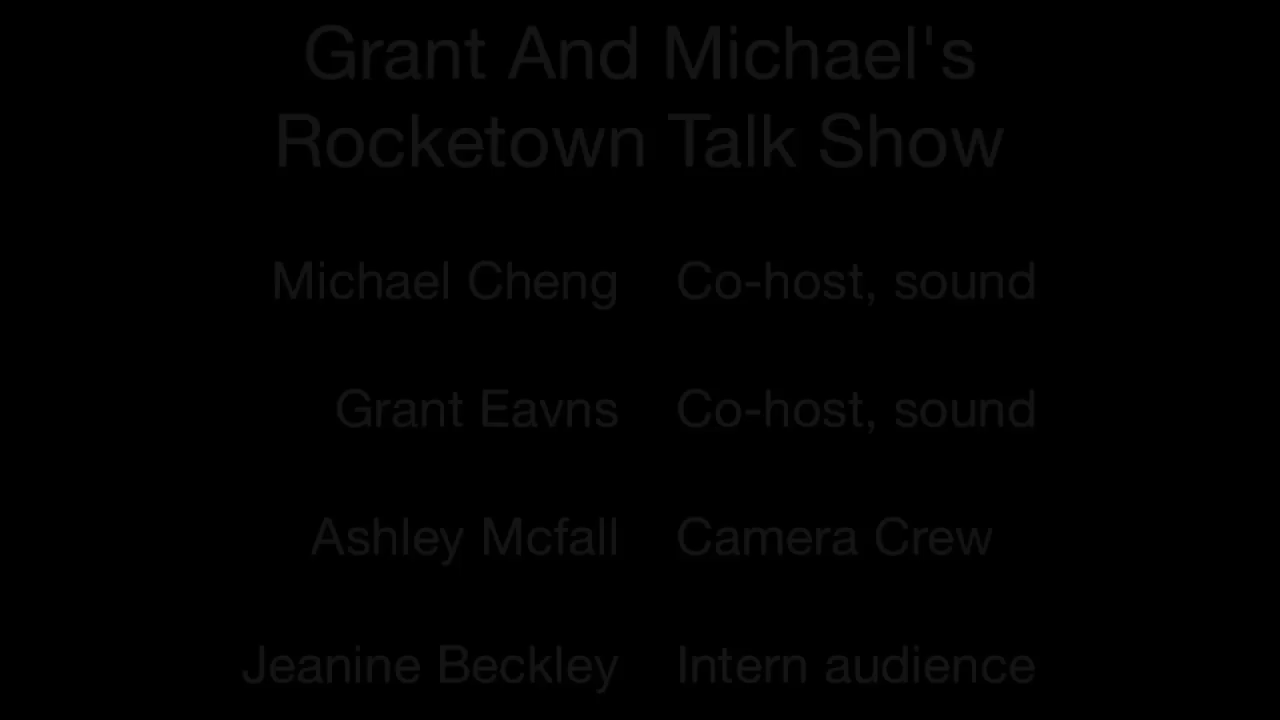 Grant And Michael's
Rocketown Talk Show
Michael Cheng Co-host, sound
Grant Eavns Co-host, sound
Ashley Mcfall Camera Crew
Jeanine Beckley Intern audience